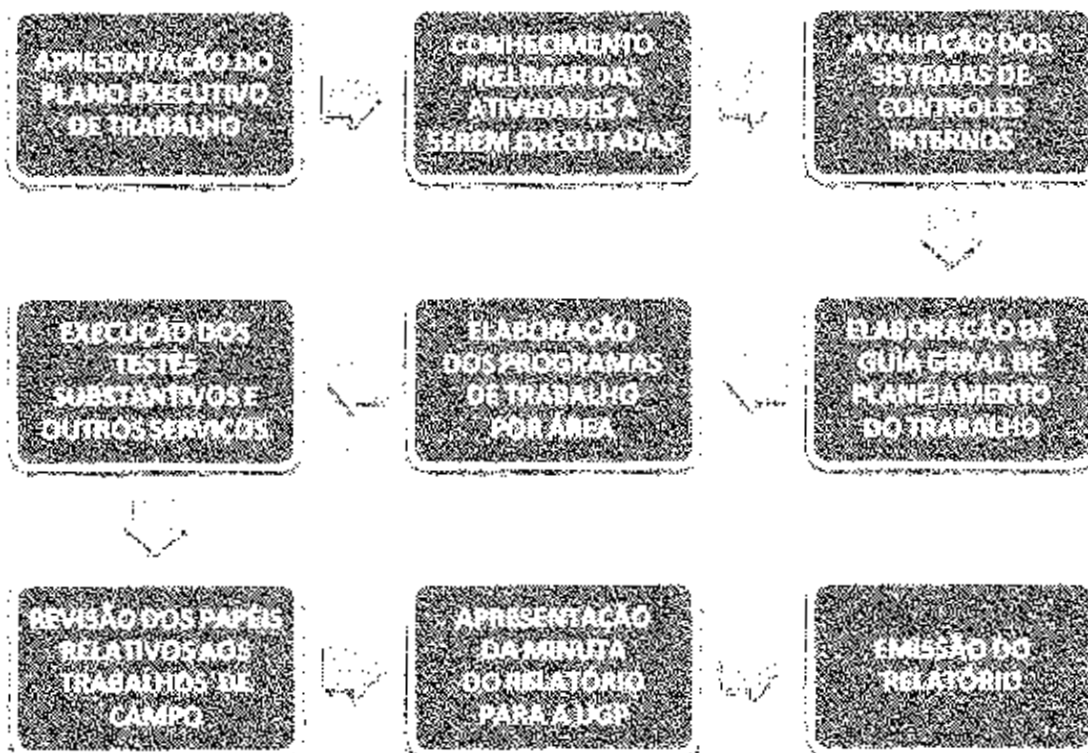 APRESENTAÇÃO DO
PLANO EXECUTIVO
DE TRABALHO
CONHECIMENTO
PRELIMAR DAS
ATIVIDADES A
SEREM EXECUTADAS
AVALIAÇÃO DOS
SISTEMAS DE
CONTROLES
INTERNOS
ELABORAÇÃO DA
GUIA GERAL DE
PLANEJAMENTO
DO TRABALHO
ELABORAÇÃO
DOS PROGRAMAS
DE TRABALHO
POR ÁREA
EXECUÇÃO DOS
TESTES
SUBSTANTIVOS E
OUTROS SERVIÇOS
REVISÃO DOS PAPÉIS
RELATIVOS AOS
TRABALHOS DE
CAMPO
APRESENTAÇÃO
DA MINUTA
DO RELATÓRIO
PARA A UGP
EMISSÃO DO
RELATÓRIO